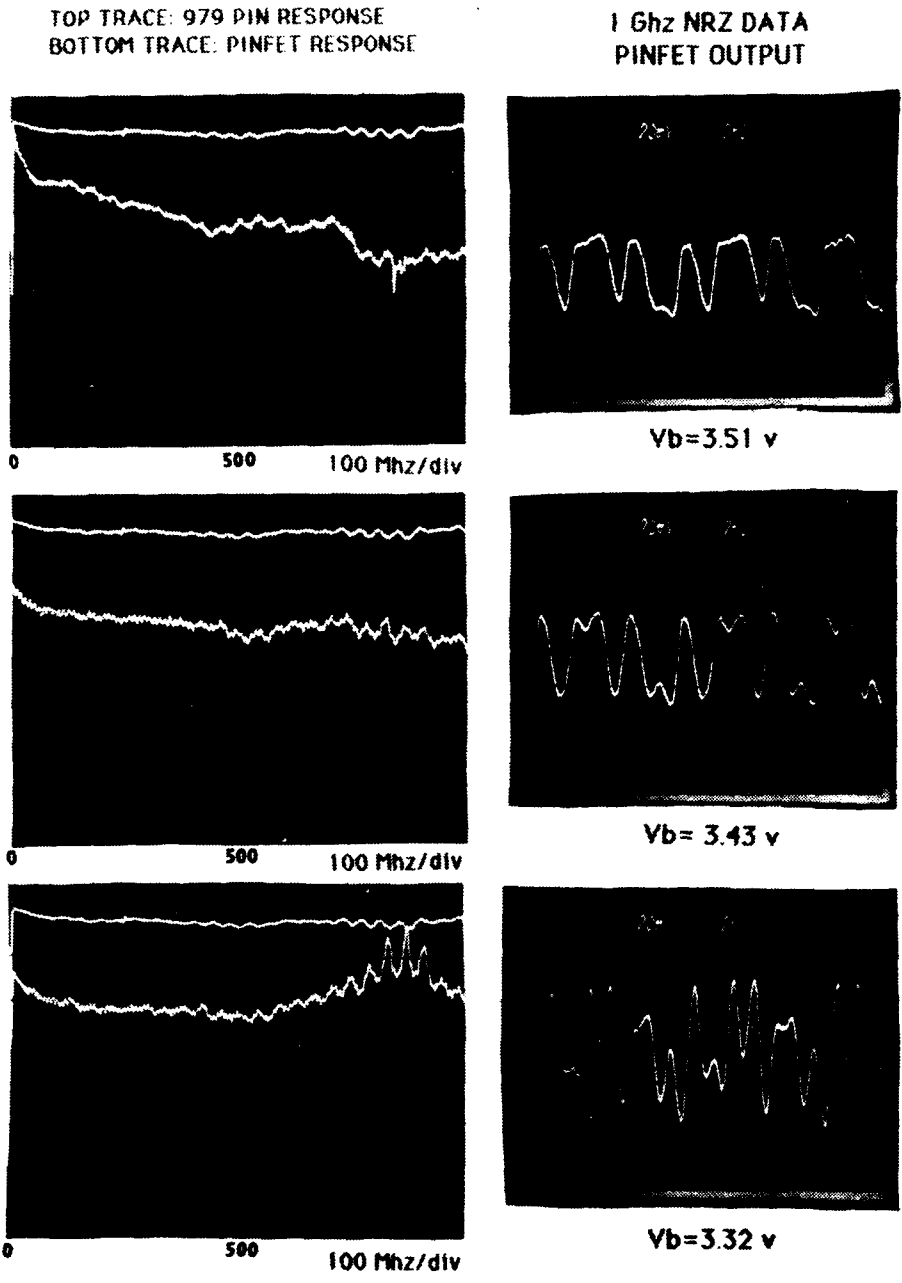 TOP TRACE: 979 PIN RESPONSE
BOTTOM TRACE: PINFET RESPONSE
1 Ghz NRZ DATA
PINFET OUTPUT
0 500 100 Mhz/div
Vb=3.51 v
0 500 100 Mhz/div
Vb= 3.43 v
0 500 100 Mhz/div
Vb=3.32 v